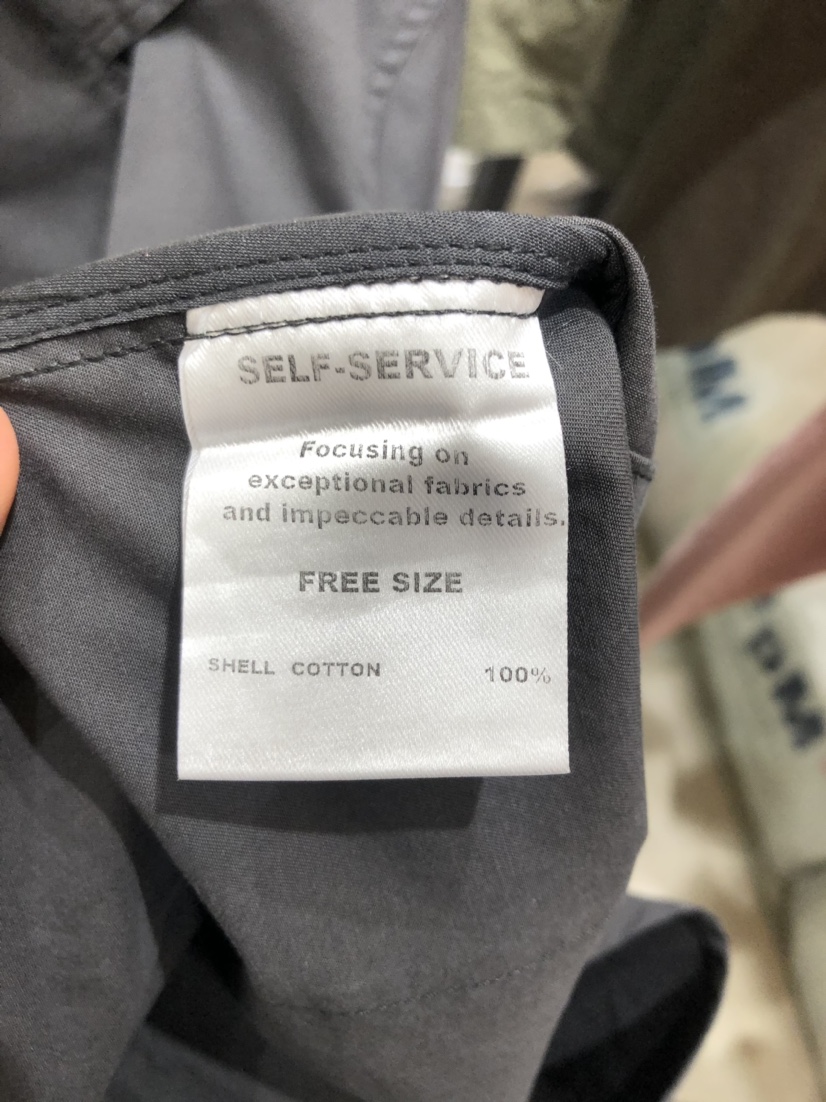 SELF-SERVICE
Focusing on
exceptional fabrics
and impeccable details.
FREE SIZE
SHELL COTTON 100%